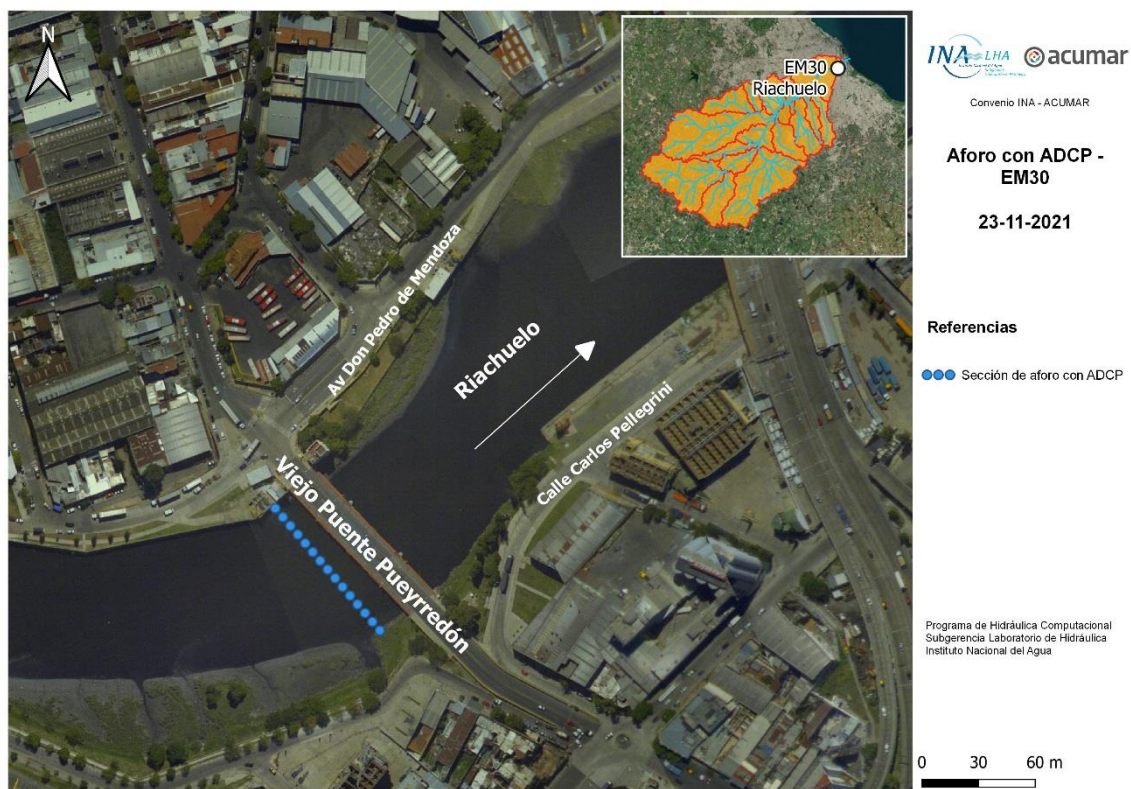 N
EM30
Riachuelo
Av Don Pedro de Mendoza
Riachuelo
Calle Carlos Pellegrini
Viejo Puente Pueyrredón
INA LHA
acumar
Convenio INA - ACUMAR
Aforo con ADCP -
EM30
23-11-2021
Referencias
Sección de aforo con ADCP
Programa de Hidráulica Computacional
Subgerencia Laboratorio de Hidráulica
Instituto Nacional del Agua
0 30 60 m